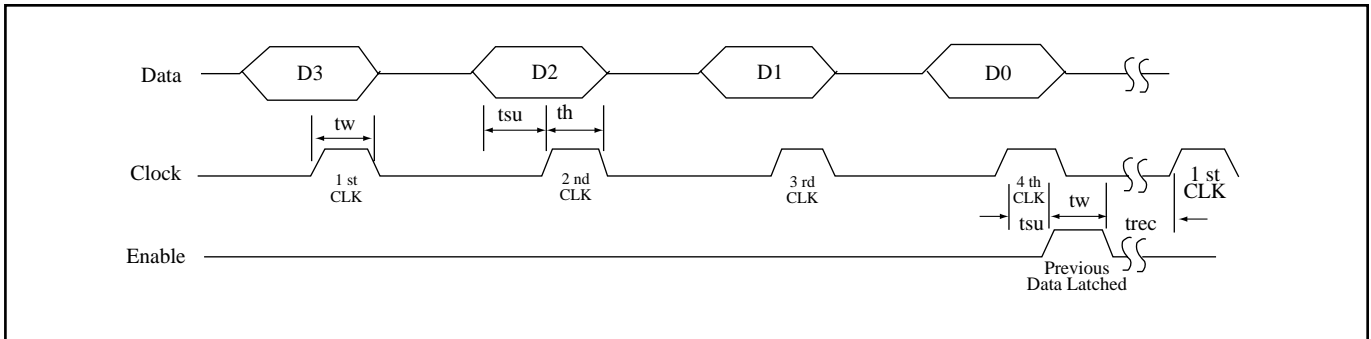 Data
D3
D2
D1
D0
tw
tsu
th
Clock
1 st
CLK
2 nd
CLK
3 rd
CLK
4 th
CLK
1 st
CLK
tsu
tw
trec
Enable
Previous
Data Latched